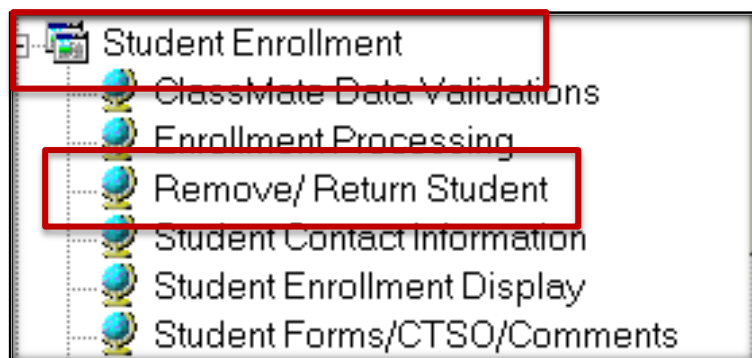 Student Enrollment
ClassMate Data Validations
Enrollment Processing
Remove/ Return Student
Student Contact Information
Student Enrollment Display
Student Forms/CTSO/Comments